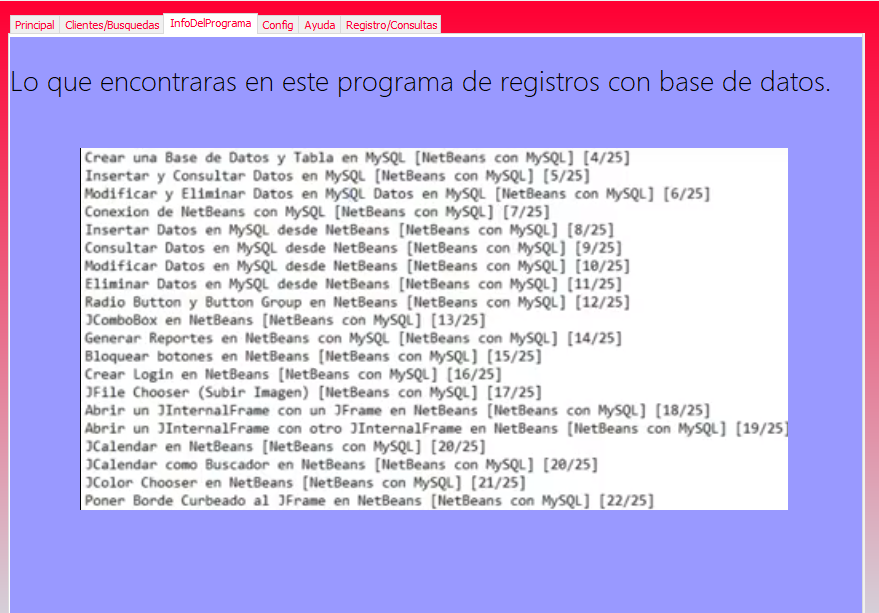 Principal Clientes/Busquedas InfoDelPrograma Config Ayuda Registro/Consultas
Lo que encontraras en este programa de registros con base de datos.
Crear una Base de Datos y Tabla en MySQL [NetBeans con MySQL] [4/25]
Insertar y Consultar Datos en MySQL [NetBeans con MySQL] [5/25]
Modificar y Eliminar Datos en MySQL Datos en MySQL [NetBeans con MySQL] [6/25]
Conexion de NetBeans con MySQL [NetBeans con MySQL] [7/25]
Insertar Datos en MySQL desde NetBeans [NetBeans con MySQL] [8/25]
Consultar Datos en MySQL desde NetBeans [NetBeans con MySQL] [9/25]
Modificar Datos en MySQL desde NetBeans [NetBeans con MySQL] [10/25]
Eliminar Datos en MySQL desde NetBeans [NetBeans con MySQL] [11/25]
Radio Button y Button Group en NetBeans [NetBeans con MySQL] [12/25]
JComboBox en NetBeans [NetBeans con MySQL] [13/25]
Generar Reportes en NetBeans con MySQL [NetBeans con MySQL] [14/25]
Bloquear botones en NetBeans [NetBeans con MySQL] [15/25]
Crear Login en NetBeans [NetBeans con MySQL] [16/25]
JFile Chooser (Subir Imagen) [NetBeans con MySQL] [17/25]
Abrir un JInternalFrame con un JFrame en NetBeans [NetBeans con MySQL] [18/25]
Abrir un JInternalFrame con otro JInternalFrame en NetBeans [NetBeans con MySQL] [19/25]
JCalendar en NetBeans [NetBeans con MySQL] [20/25]
JCalendar como Buscador en NetBeans [NetBeans con MySQL] [20/25]
JColor Chooser en NetBeans [NetBeans con MySQL] [21/25]
Poner Borde Curbeado al JFrame en NetBeans [NetBeans con MySQL] [22/25]